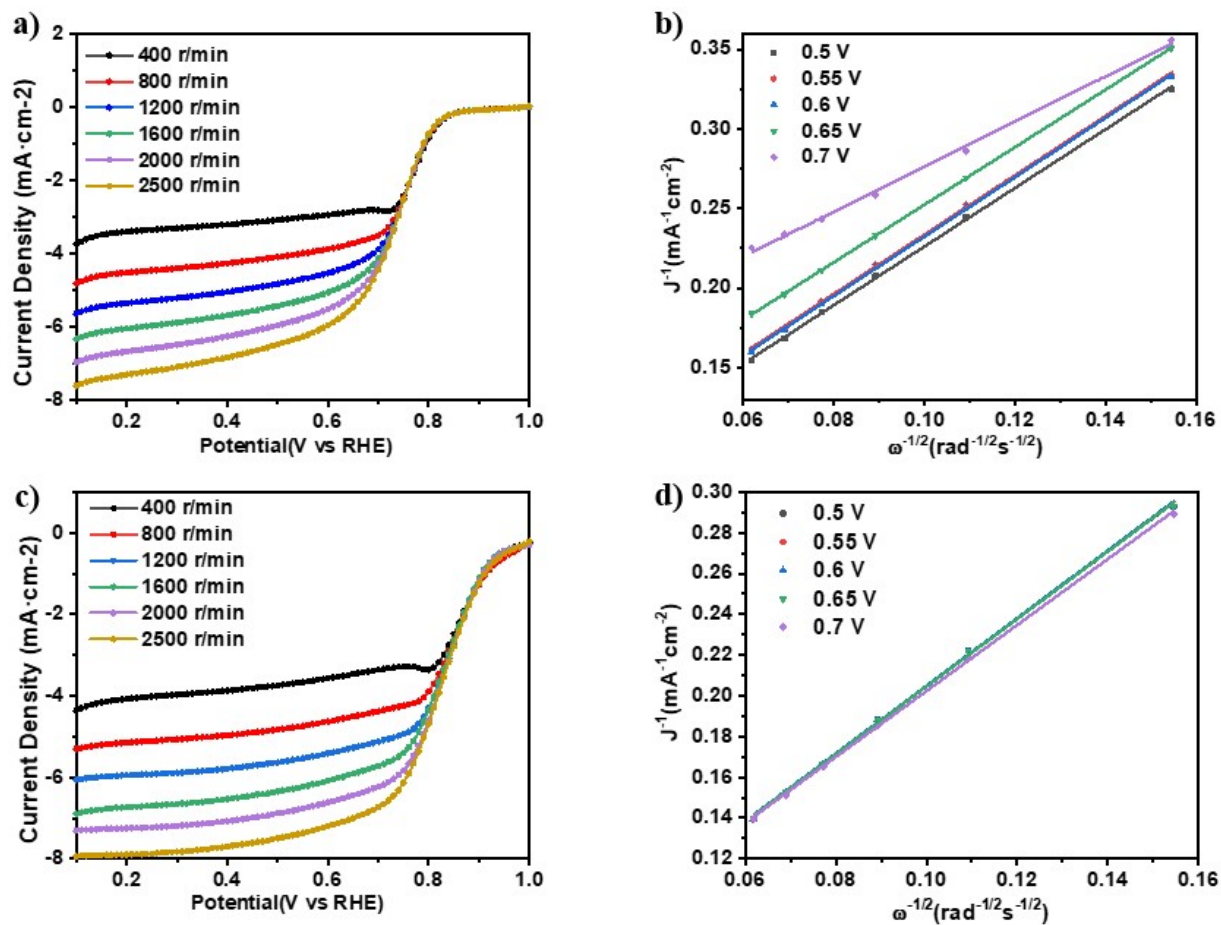 a)
2
0
-2
-4
-6
-8
Current Density (mA·cm-2)
400 r/min
800 r/min
1200 r/min
1600 r/min
2000 r/min
2500 r/min
0.2 0.4 0.6 0.8 1.0
Potential(V vs RHE)
b)
0.35
0.30
0.25
0.20
0.15
J-1(mA-1cm-2)
0.5 V
0.55 V
0.6 V
0.65 V
0.7 V
0.06 0.08 0.10 0.12 0.14 0.16
ω-1/2(rad-1/2s-1/2)
c)
0
-2
-4
-6
-8
Current Density (mA·cm-2)
400 r/min
800 r/min
1200 r/min
1600 r/min
2000 r/min
2500 r/min
0.2 0.4 0.6 0.8 1.0
Potential(V vs RHE)
d)
0.30
0.28
0.26
0.24
0.22
0.20
0.18
0.16
0.14
0.12
J-1(mA-1cm-2)
0.5 V
0.55 V
0.6 V
0.65 V
0.7 V
0.06 0.08 0.10 0.12 0.14 0.16
ω-1/2(rad-1/2s-1/2)